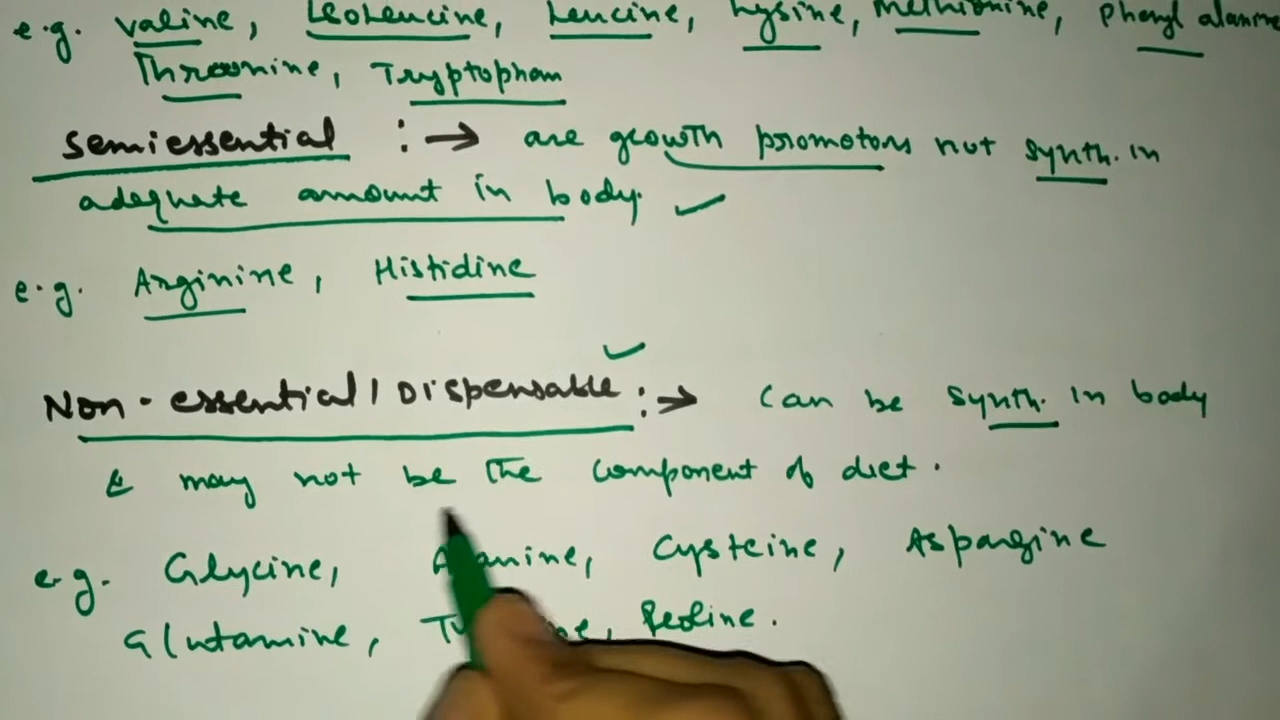 e.g. valine, Isoleucine, Leucine, Lysine, Methionine, phenyl alanine
Threonine, Tryptophan
Semiessential :→ are growth promotors not synth. in
adequate amount in body.
e.g. Arginine, Histidine
Non-essential / Dispensable :→ Can be synth. in body
& may not be the component of diet.
e.g. Glycine, Alanine, Cysteine, Aspargine
Glutamine, Proline.